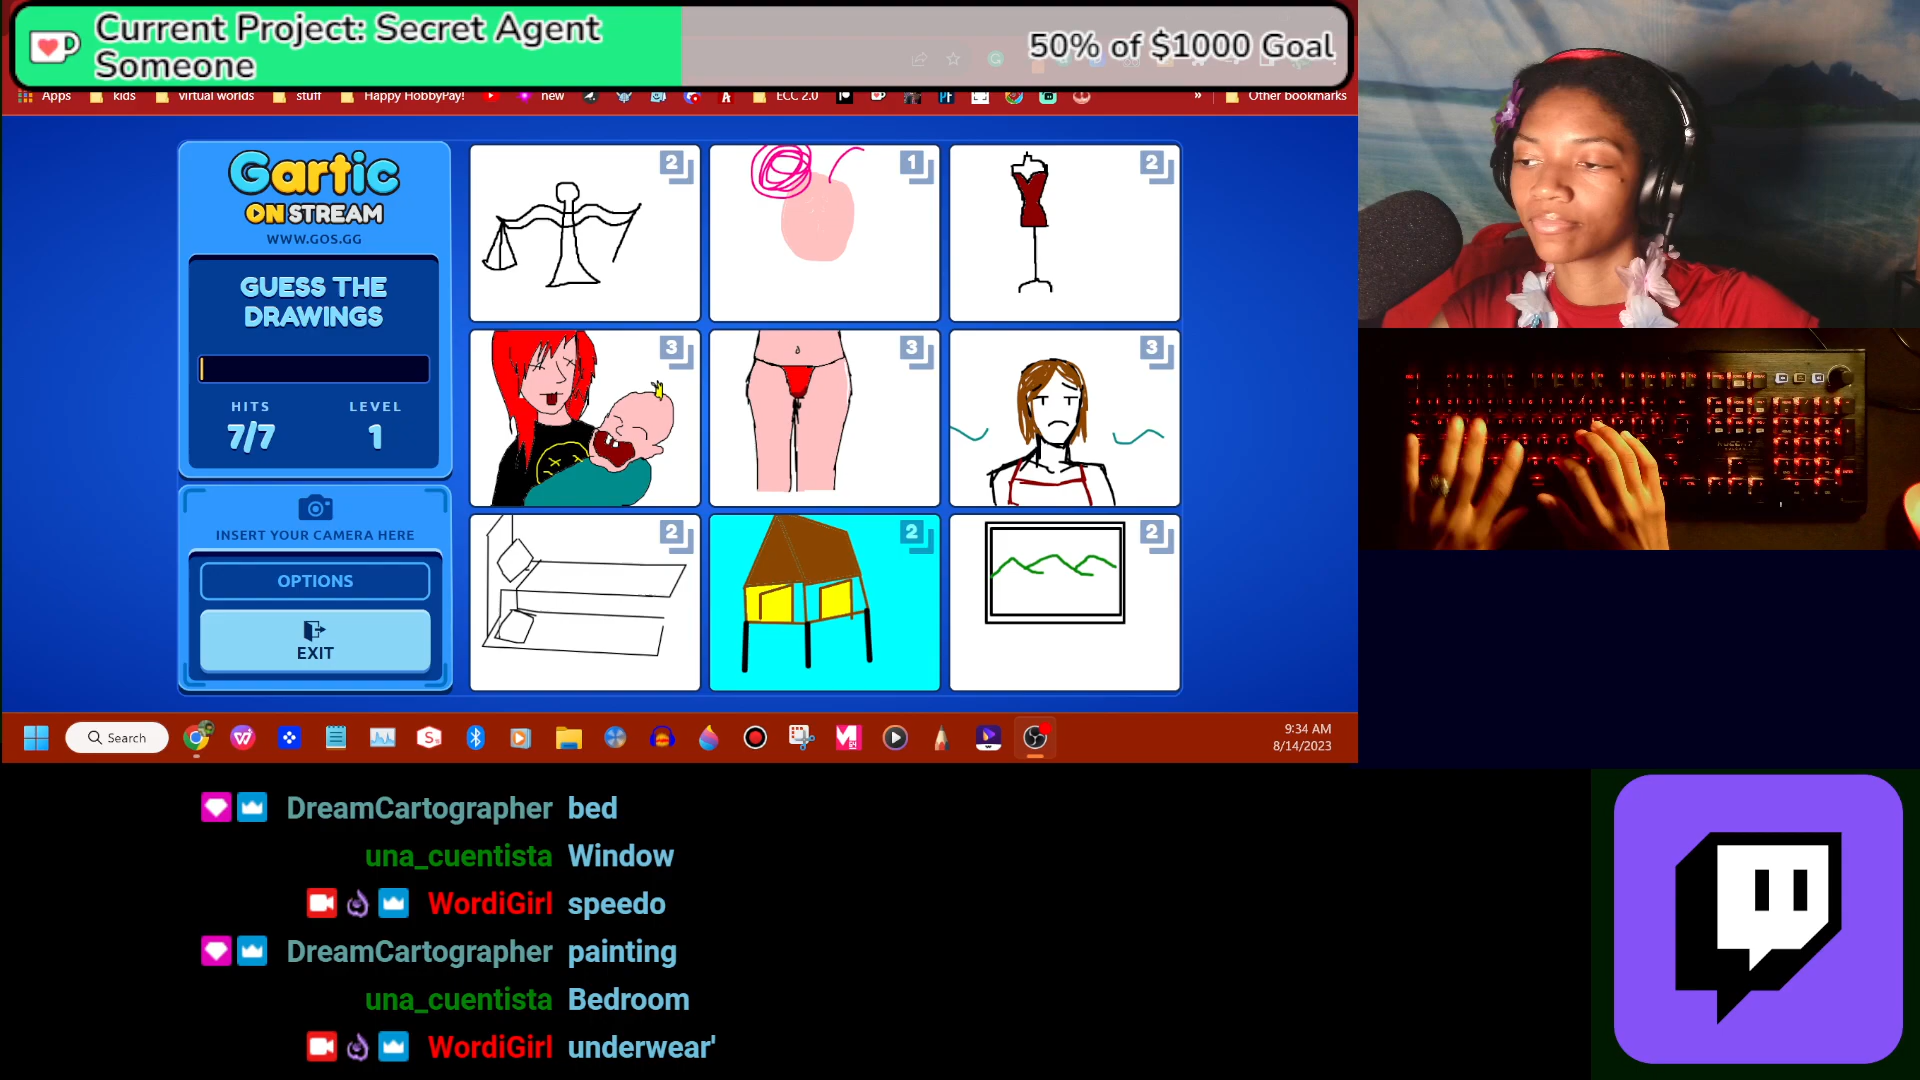 Current Project: Secret Agent
Someone
50% of $1000 Goal
Apps
kids
virtual worlds
stuff
Happy HobbyPay!
new
ECC 2.0
»
Other bookmarks
Gartic
ON STREAM
WWW.GOS.GG
GUESS THE
DRAWINGS
HITS
LEVEL
7/7
1
INSERT YOUR CAMERA HERE
OPTIONS
EXIT
2
1
2
3
3
3
2
2
2
Search
9:34 AM
8/14/2023
DreamCartographer bed
una_cuentista Window
WordiGirl speedo
DreamCartographer painting
una_cuentista Bedroom
WordiGirl underwear'